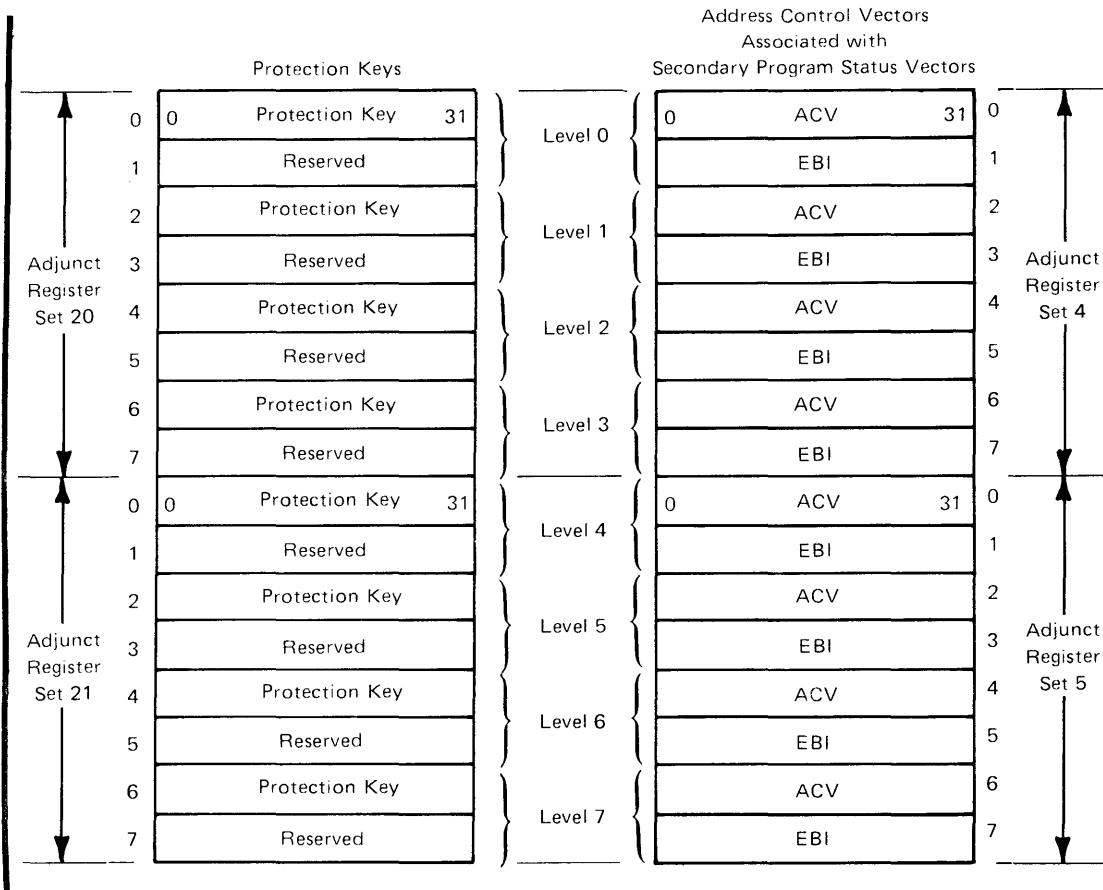 Address Control Vectors
Associated with
Protection Keys Secondary Program Status Vectors
0 0 Protection Key 31 Level 0 0 ACV 31 0
1 Reserved EBI 1
2 Protection Key Level 1 ACV 2
Adjunct Register Set 20 3 Reserved EBI 3 Adjunct Register Set 4
4 Protection Key Level 2 ACV 4
5 Reserved EBI 5
6 Protection Key Level 3 ACV 6
7 Reserved EBI 7
0 0 Protection Key 31 Level 4 0 ACV 31 0
1 Reserved EBI 1
2 Protection Key Level 5 ACV 2
Adjunct Register Set 21 3 Reserved EBI 3 Adjunct Register Set 5
4 Protection Key Level 6 ACV 4
5 Reserved EBI 5
6 Protection Key Level 7 ACV 6
7 Reserved EBI 7